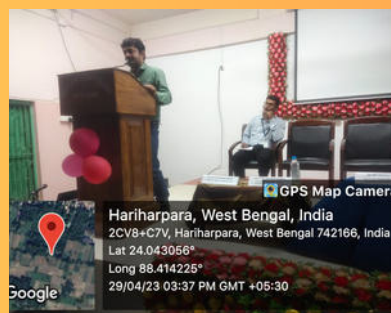 GPS Map Camera
Hariharpara, West Bengal, India
2CV8+C7V, Hariharpara, West Bengal 742166, India
Lat 24.043056°
Long 88.414225°
29/04/23 03:37 PM GMT +05:30
Google